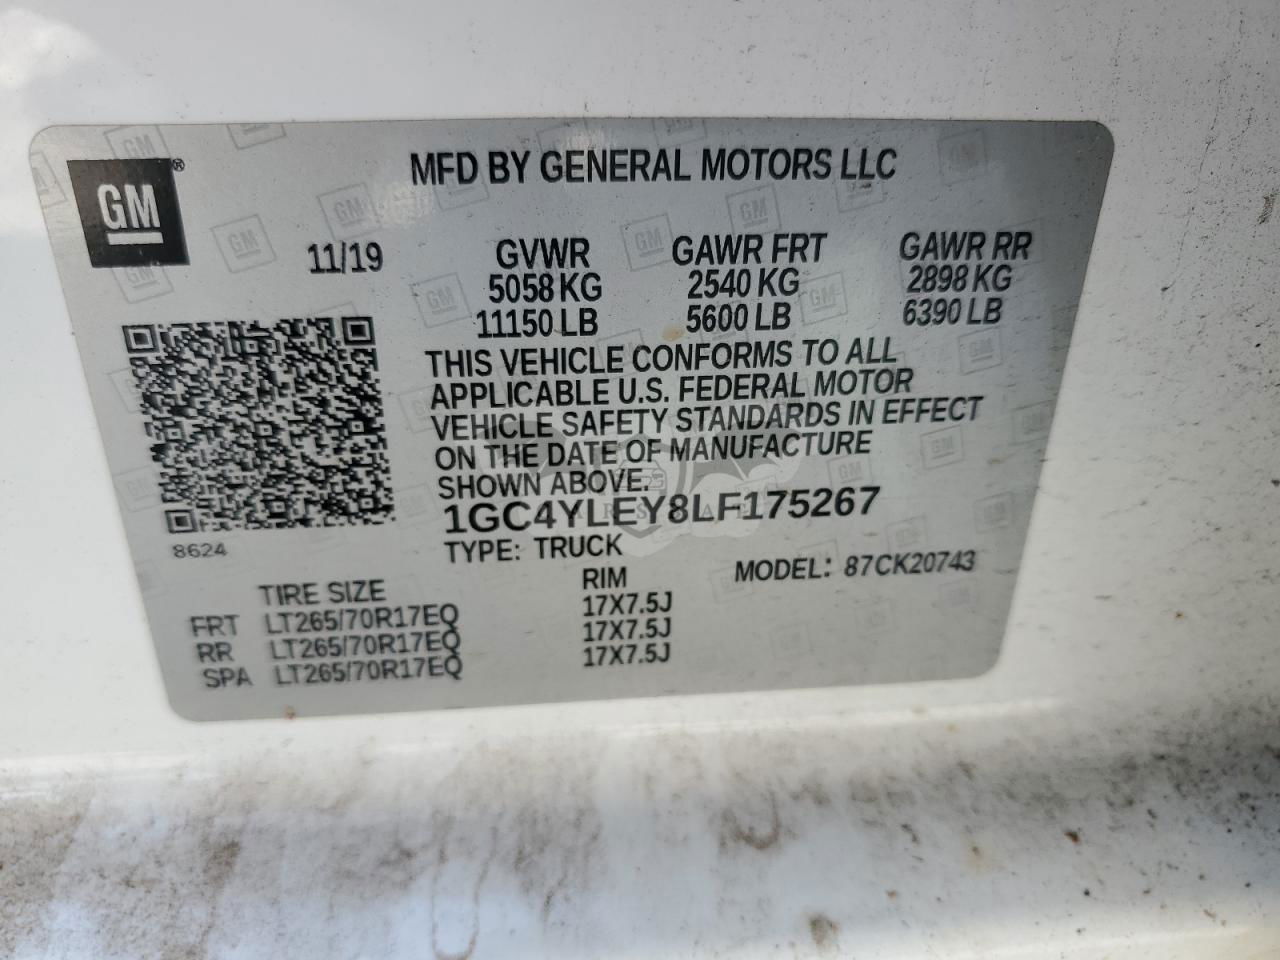 GM ®
MFD BY GENERAL MOTORS LLC
11/19 GVWR GAWR FRT GAWR RR
5058 KG 2540 KG 2898 KG
11150 LB 5600 LB 6390 LB
THIS VEHICLE CONFORMS TO ALL
APPLICABLE U.S. FEDERAL MOTOR
VEHICLE SAFETY STANDARDS IN EFFECT
ON THE DATE OF MANUFACTURE
SHOWN ABOVE.
1GC4YLEY8LF175267
8624
TYPE: TRUCK MODEL: 87CK20743
TIRE SIZE RIM
FRT LT265/70R17EQ 17X7.5J
RR LT265/70R17EQ 17X7.5J
SPA LT265/70R17EQ 17X7.5J